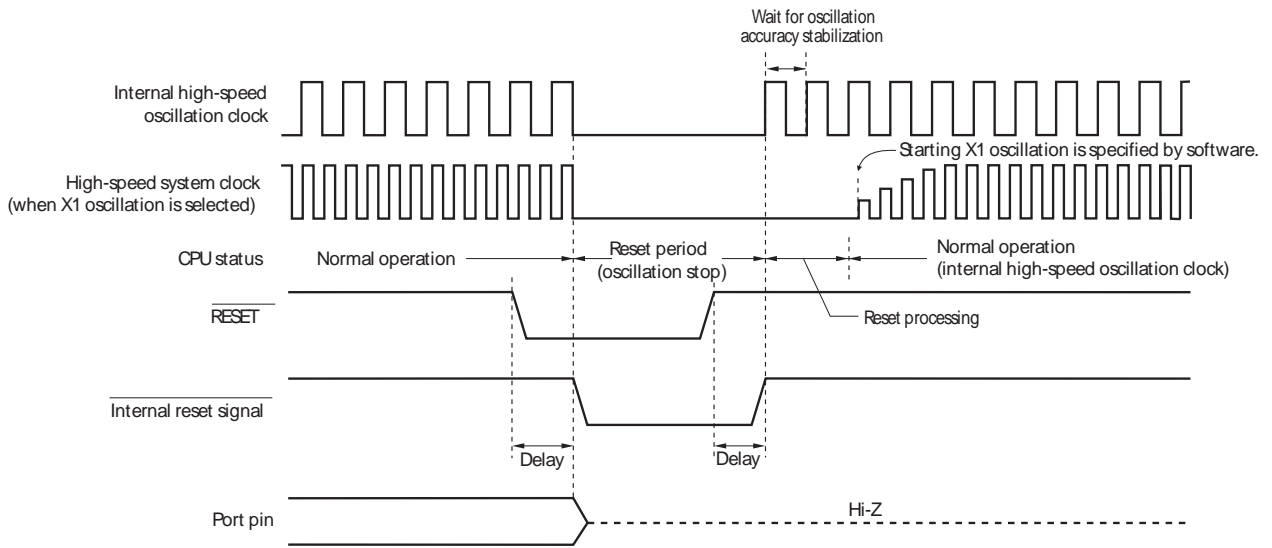 Wait for oscillation
accuracy stabilization
Internal high-speed
oscillation clock
Starting X1 oscillation is specified by software.
High-speed system clock
(when X1 oscillation is selected)
CPU status
Normal operation
Reset period
(oscillation stop)
Normal operation
(internal high-speed oscillation clock)
RESET
Reset processing
Internal reset signal
Delay
Delay
Port pin
Hi-Z